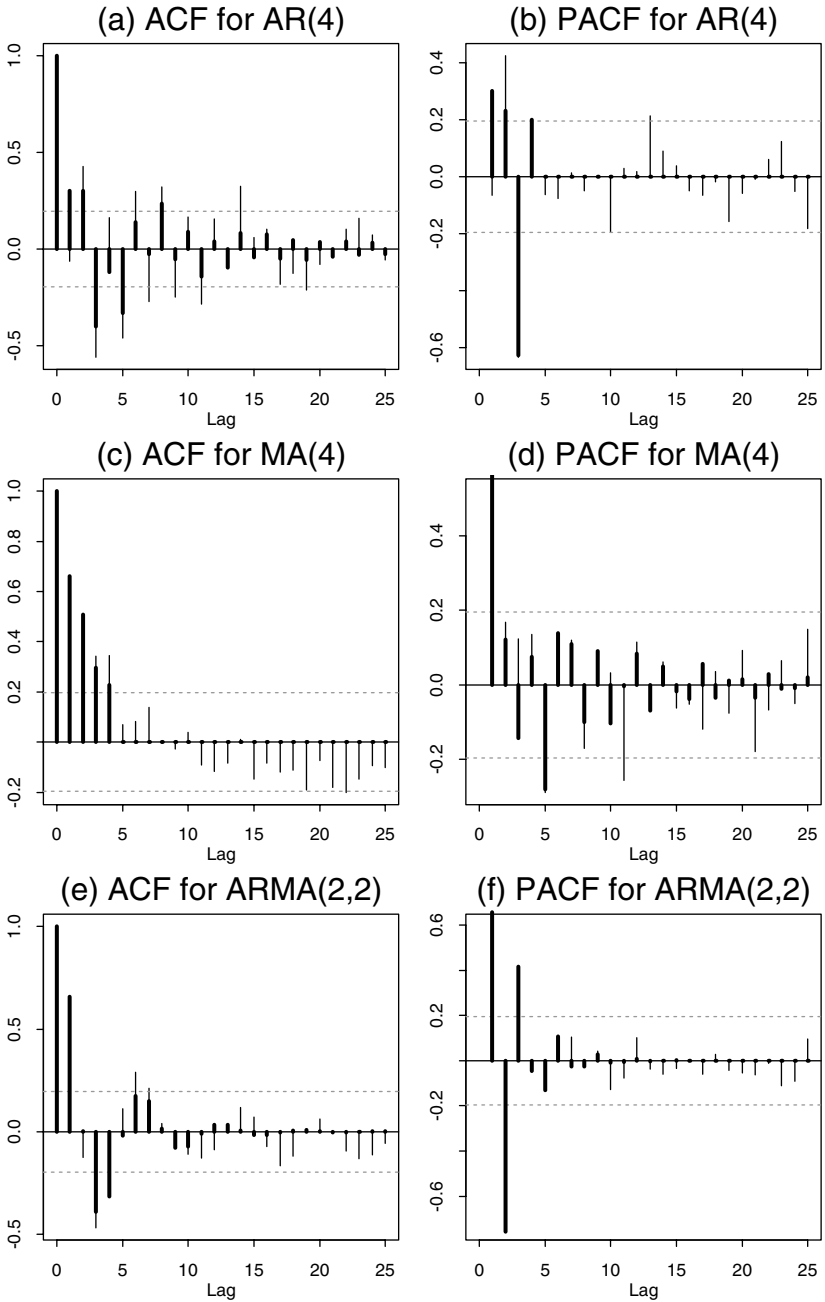 (a) ACF for AR(4)
(b) PACF for AR(4)
1.0
0.5
0.0
-0.5
0 5 10 15 20 25
Lag
0.4
0.2
0.0
-0.2
-0.6
0 5 10 15 20 25
Lag
(c) ACF for MA(4)
(d) PACF for MA(4)
1.0
0.8
0.6
0.4
0.2
-0.2
0 5 10 15 20 25
Lag
0.4
0.2
0.0
-0.2
0 5 10 15 20 25
Lag
(e) ACF for ARMA(2,2)
(f) PACF for ARMA(2,2)
1.0
0.5
0.0
-0.5
0 5 10 15 20 25
Lag
0.6
0.2
-0.2
-0.6
0 5 10 15 20 25
Lag